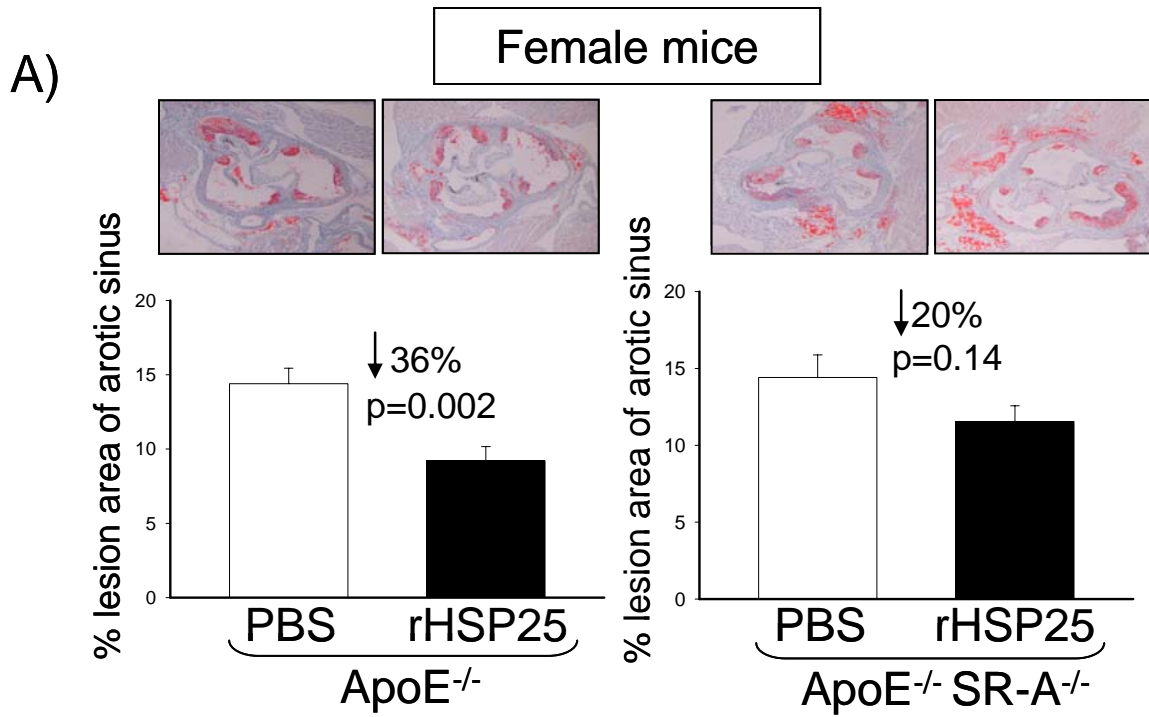 Female mice
A)
% lesion area of arotic sinus
20
15
10
5
0
↓ 36%
p=0.002
PBS rHSP25
ApoE-/-
% lesion area of arotic sinus
20
15
10
5
0
↓20%
p=0.14
PBS rHSP25
ApoE-/- SR-A-/-